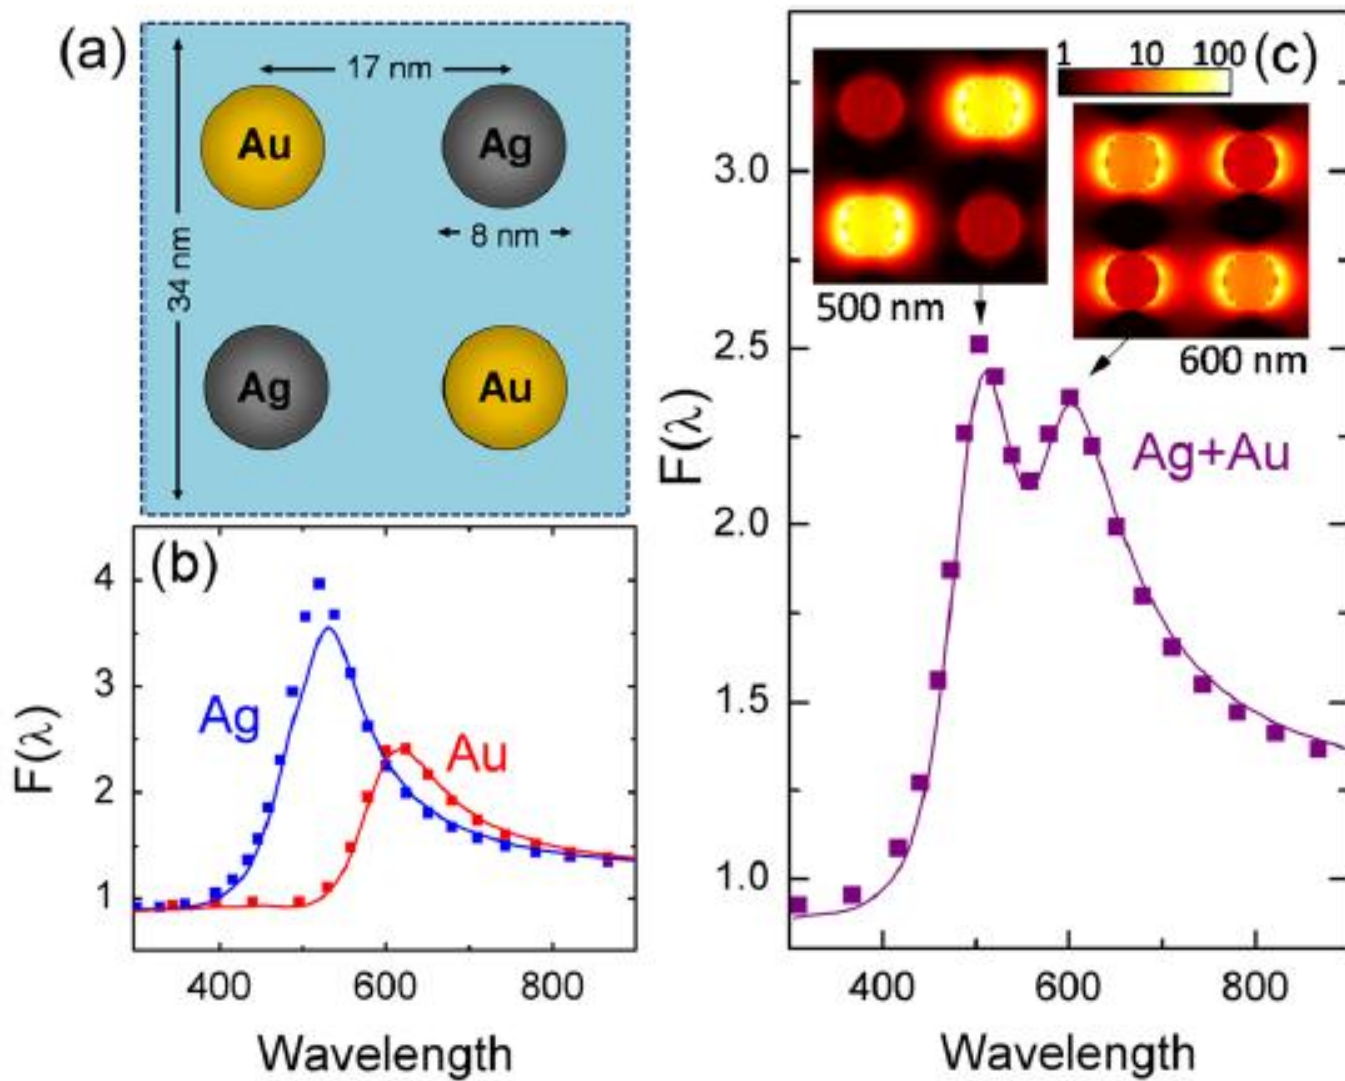 (a)
17 nm
Au
Ag
8 nm
34 nm
Ag
Au
(b)
4
3
2
1
F(λ)
Ag
Au
400
600
800
Wavelength
(c)
1
10
100
500 nm
600 nm
3.0
2.5
2.0
1.5
1.0
F(λ)
Ag+Au
400
600
800
Wavelength